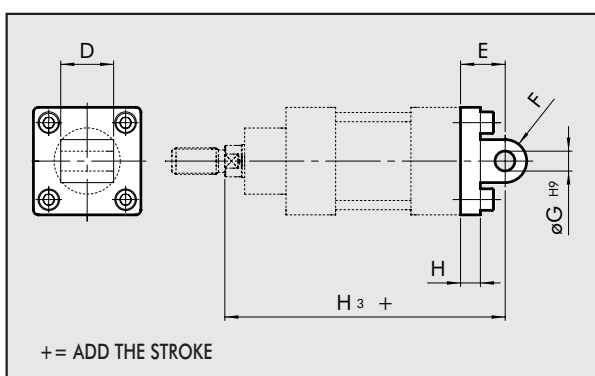 D
E
F
øG H9
H
H3 +
+= ADD THE STROKE